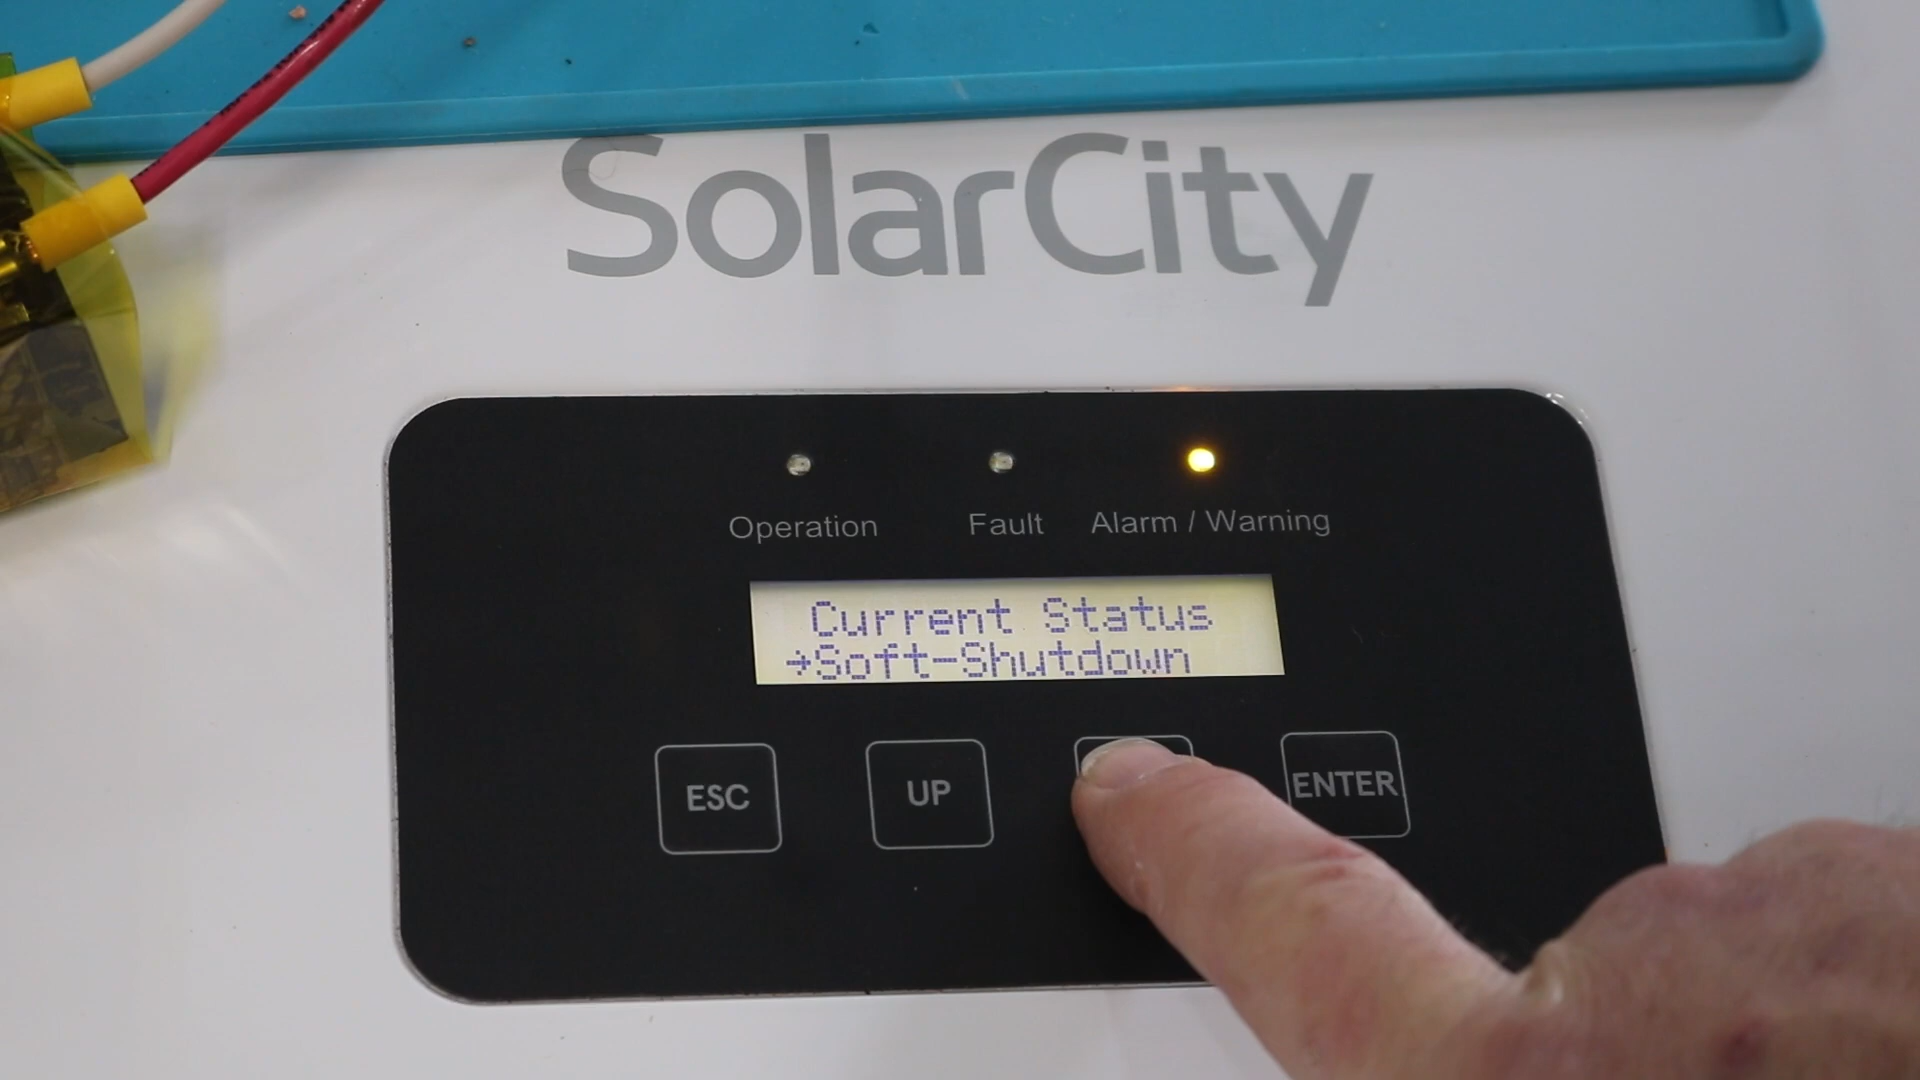 SolarCity
Operation
Fault
Alarm / Warning
Current Status
→Soft-Shutdown
ESC
UP
ENTER